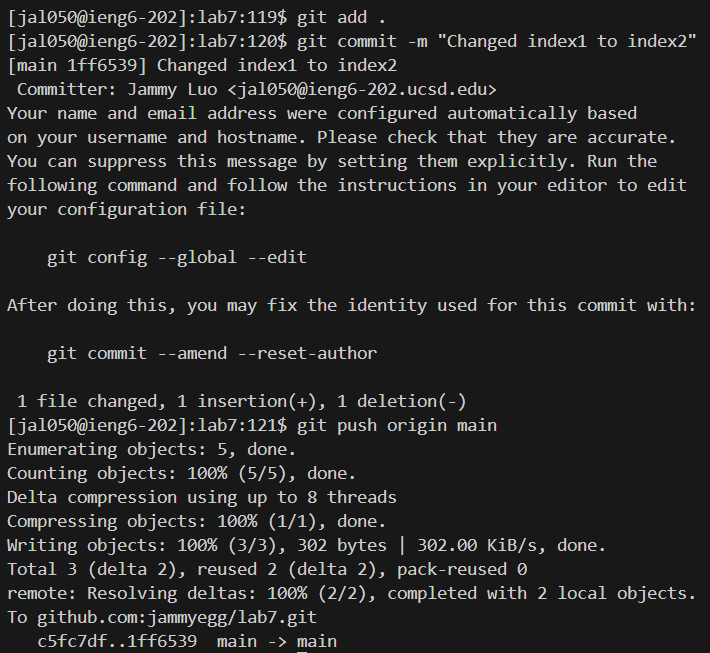 [jal050@ieng6-202]:lab7:119$ git add .
[jal050@ieng6-202]:lab7:120$ git commit -m "Changed index1 to index2"
[main 1ff6539] Changed index1 to index2
 Committer: Jammy Luo <jal050@ieng6-202.ucsd.edu>
Your name and email address were configured automatically based
on your username and hostname. Please check that they are accurate.
You can suppress this message by setting them explicitly. Run the
following command and follow the instructions in your editor to edit
your configuration file:

    git config --global --edit

After doing this, you may fix the identity used for this commit with:

    git commit --amend --reset-author

 1 file changed, 1 insertion(+), 1 deletion(-)
[jal050@ieng6-202]:lab7:121$ git push origin main
Enumerating objects: 5, done.
Counting objects: 100% (5/5), done.
Delta compression using up to 8 threads
Compressing objects: 100% (1/1), done.
Writing objects: 100% (3/3), 302 bytes | 302.00 KiB/s, done.
Total 3 (delta 2), reused 2 (delta 2), pack-reused 0
remote: Resolving deltas: 100% (2/2), completed with 2 local objects.
To github.com:jammyegg/lab7.git
   c5fc7df..1ff6539  main -> main